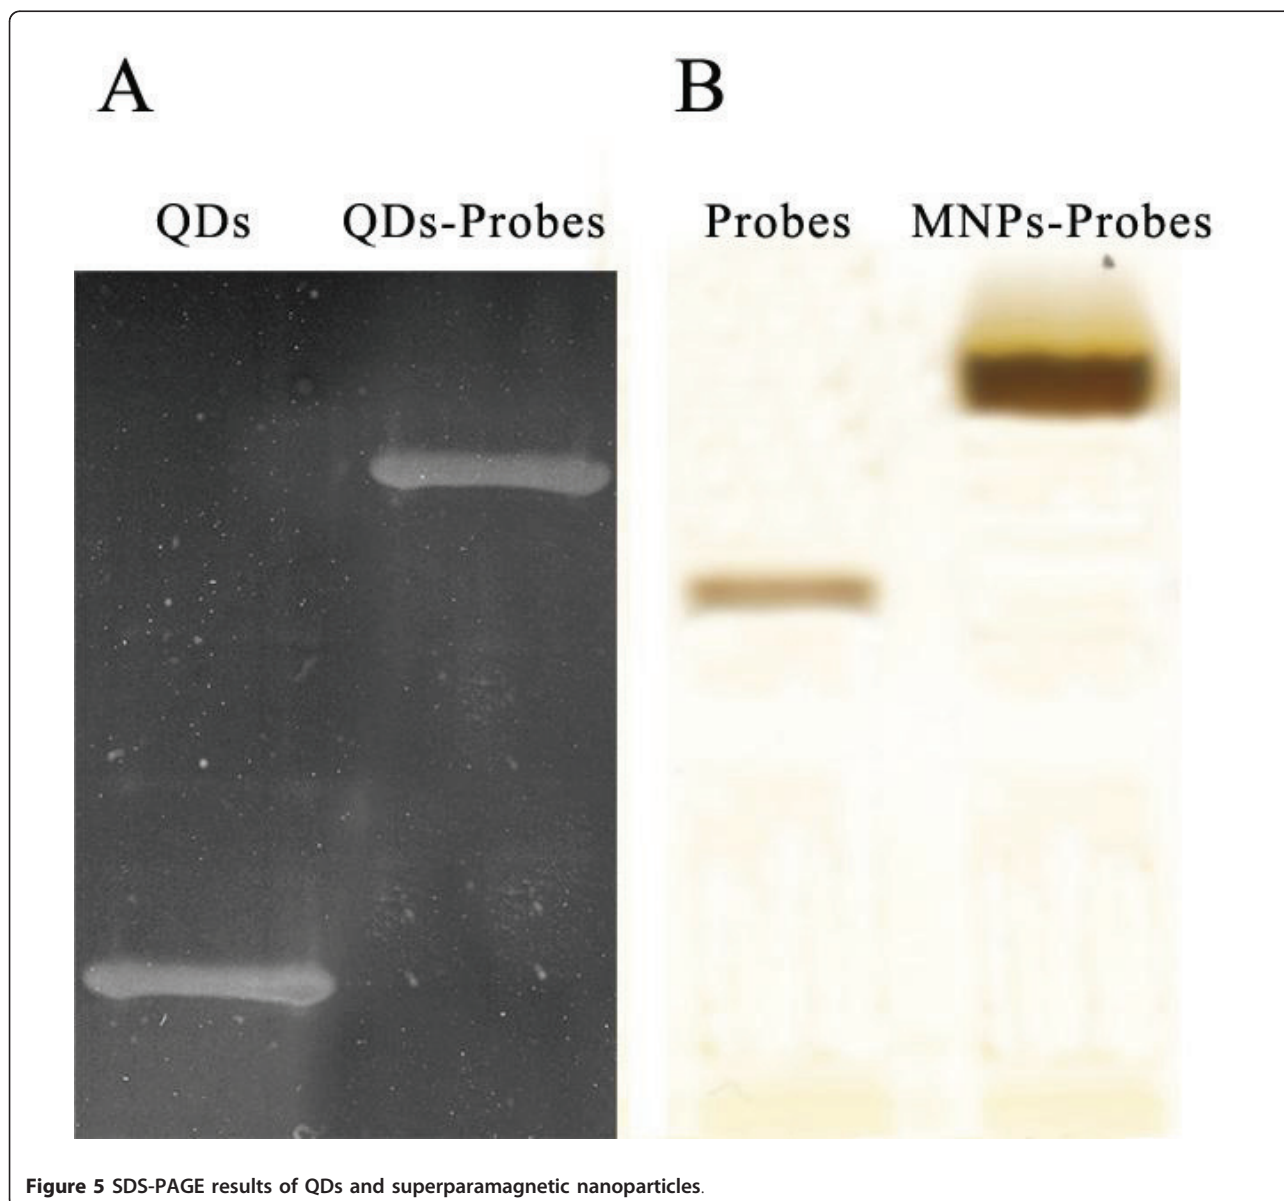 A B
QDs QDs-Probes Probes MNPs-Probes
Figure 5 SDS-PAGE results of QDs and superparamagnetic nanoparticles.